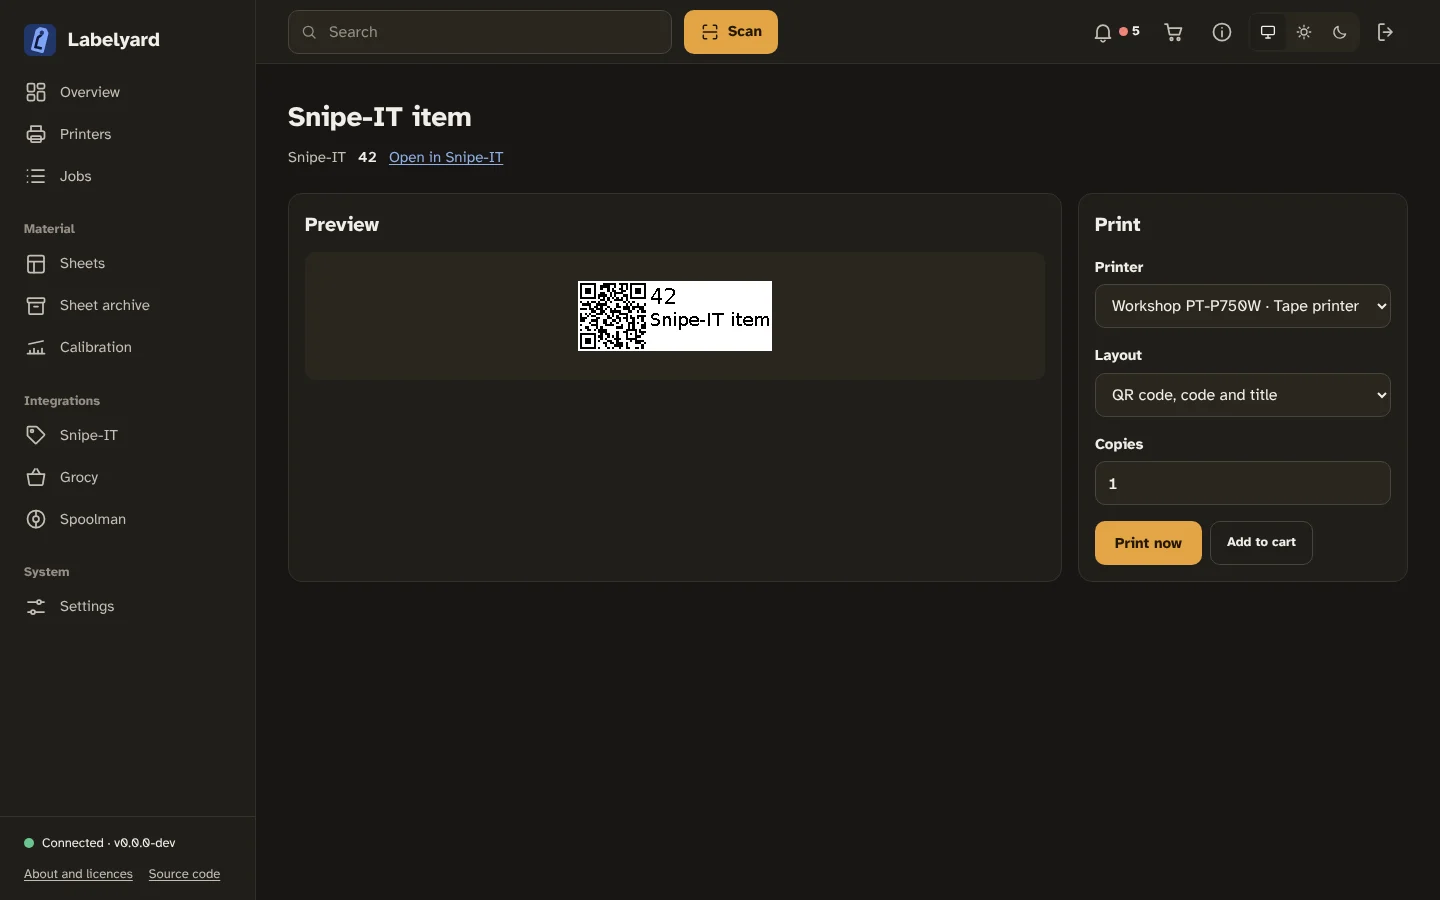 Labelyard
Search
Scan
5
Overview
Printers
Jobs
Material
Sheets
Sheet archive
Calibration
Integrations
Snipe-IT
Grocy
Spoolman
System
Settings
Connected · v0.0.0-dev
About and licences
Source code
Snipe-IT item
Snipe-IT 42 Open in Snipe-IT
Preview
42
Snipe-IT item
Print
Printer
Workshop PT-P750W · Tape printer
Layout
QR code, code and title
Copies
1
Print now
Add to cart